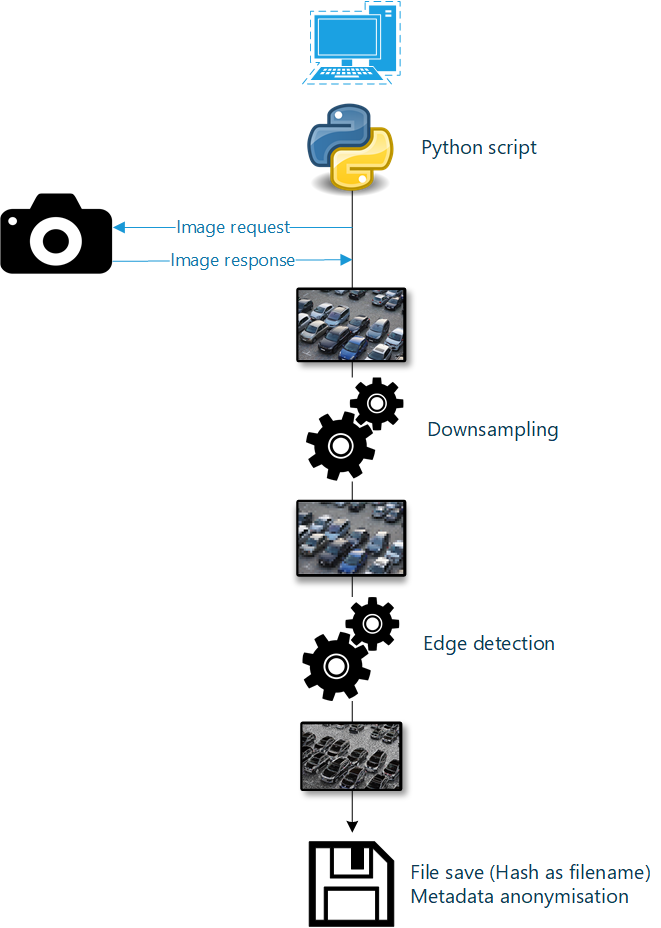 Python script
Image request
Image response
Downsampling
Edge detection
File save (Hash as filename)
Metadata anonymisation